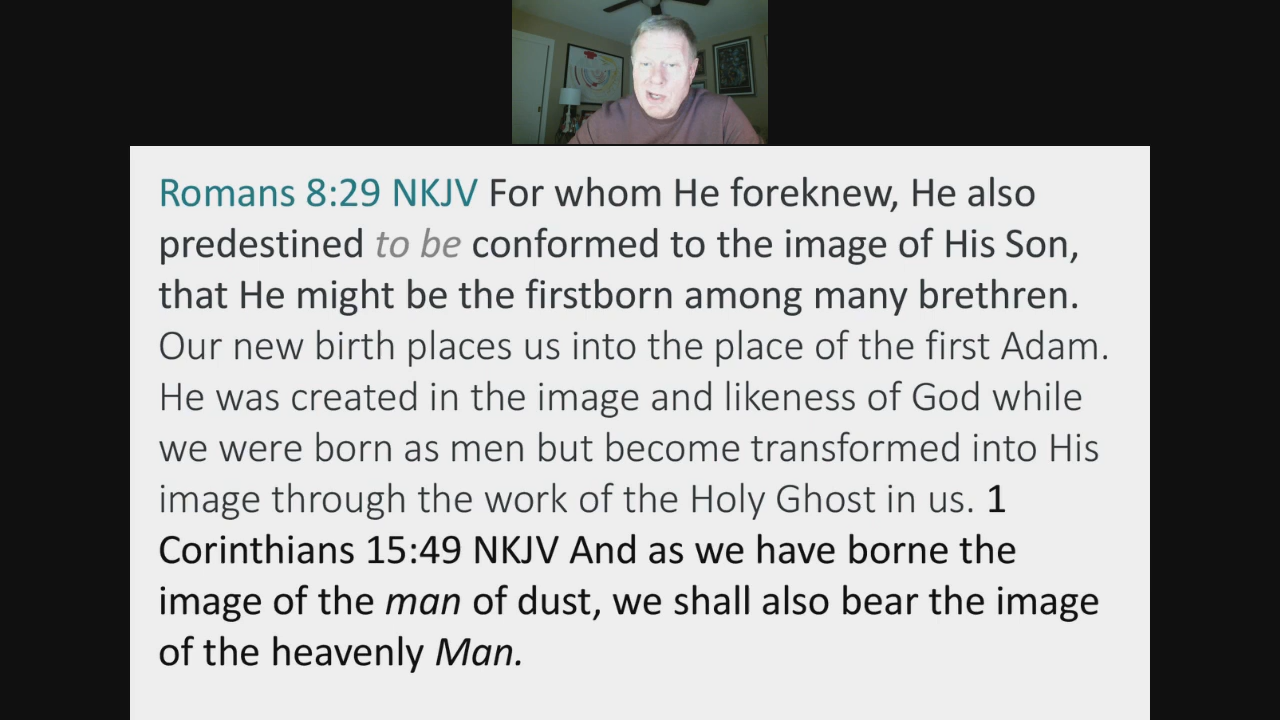 Romans 8:29 NKJV For whom He foreknew, He also
predestined to be conformed to the image of His Son,
that He might be the firstborn among many brethren.
Our new birth places us into the place of the first Adam.
He was created in the image and likeness of God while
we were born as men but become transformed into His
image through the work of the Holy Ghost in us. 1
Corinthians 15:49 NKJV And as we have borne the
image of the man of dust, we shall also bear the image
of the heavenly Man.